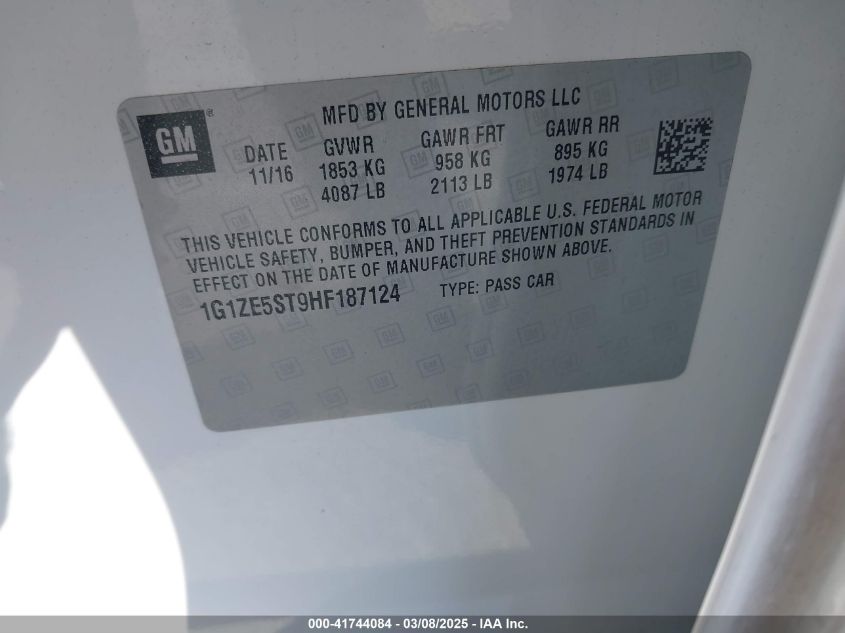 MFD BY GENERAL MOTORS LLC
GM®
DATE GVWR GAWR FRT GAWR RR
11/16 1853 KG 958 KG 895 KG
4087 LB 2113 LB 1974 LB
THIS VEHICLE CONFORMS TO ALL APPLICABLE U.S. FEDERAL MOTOR
VEHICLE SAFETY, BUMPER, AND THEFT PREVENTION STANDARDS IN
EFFECT ON THE DATE OF MANUFACTURE SHOWN ABOVE.
1G1ZE5ST9HF187124 TYPE: PASS CAR
000-41744084 - 03/08/2025 - IAA Inc.